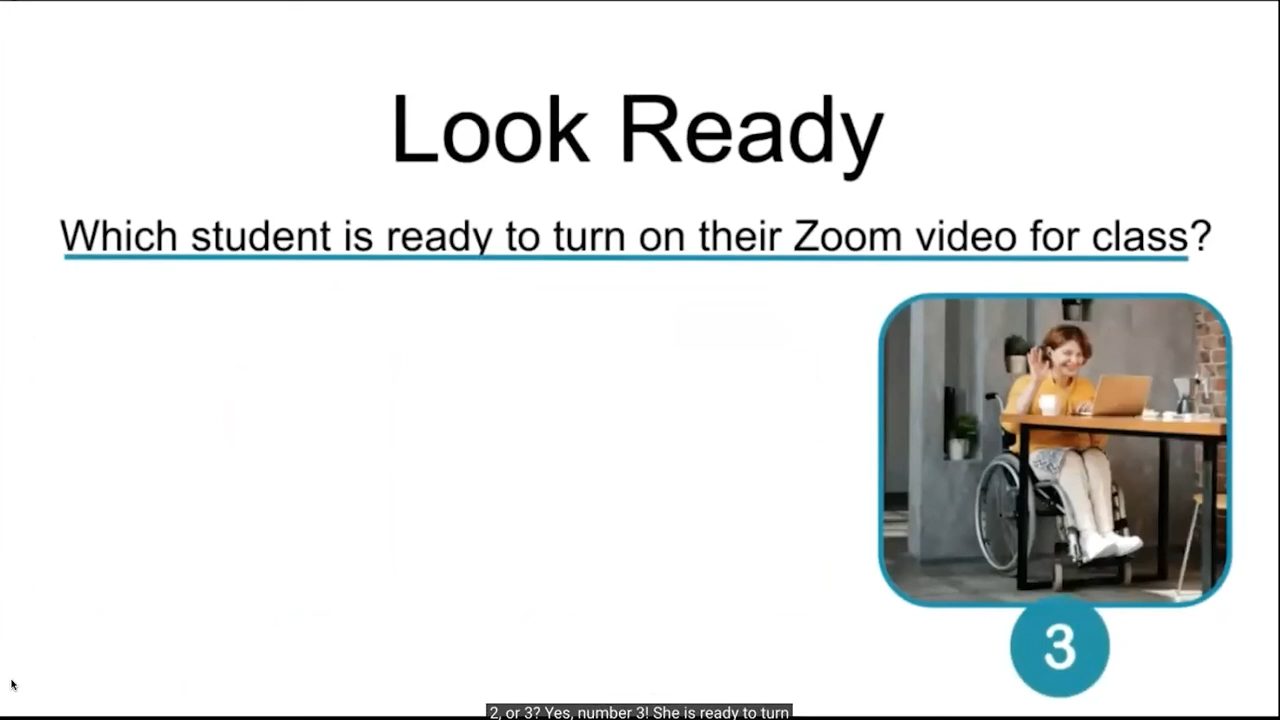 Look Ready
Which student is ready to turn on their Zoom video for class?
3
2, or 3? Yes, number 3! She is ready to turn